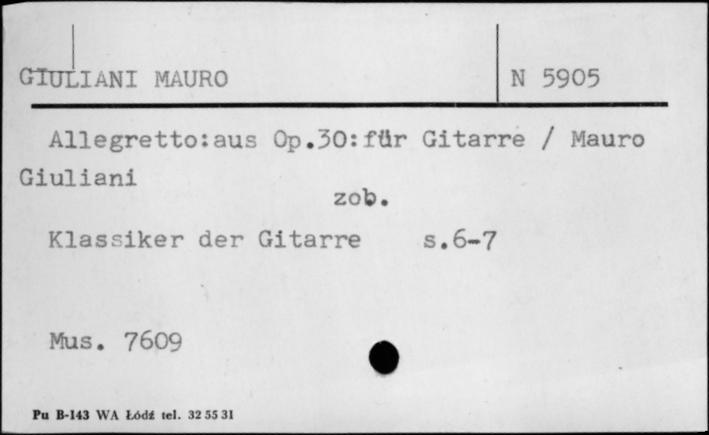 GIULIANI MAURO N 5905
Allegretto:aus Op.30:für Gitarre / Mauro
Giuliani
zob.
Klassiker der Gitarre s.6-7
Mus. 7609
Pu B-143 WA Łódź tel. 32 55 31